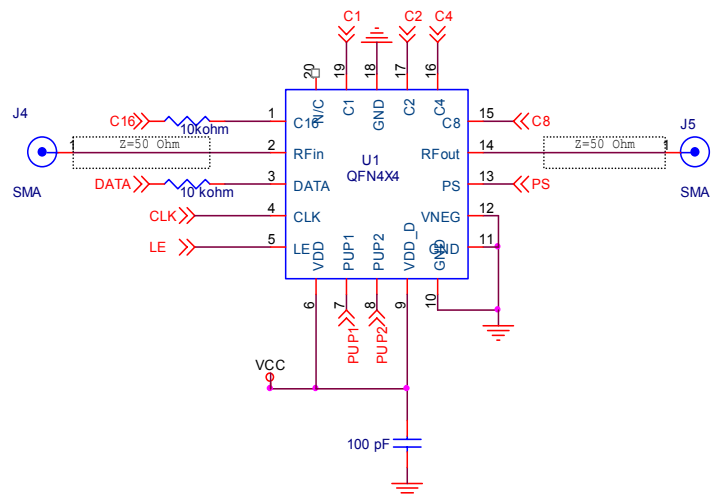 C1 C2 C4
20 19 18 17 16
N/C C1 GND C2 C4
J4 C16 10kohm 1 C16 C8 15 C8 J5
1 Z=50 Ohm 2 RFin U1 RFout 14 Z=50 Ohm 1
QFN4X4
SMA DATA 10 kohm 3 DATA PS 13 PS SMA
CLK 4 CLK VNEG 12
LE 5 LE GND 11
VDD PUP1 PUP2 VDD_D GND
6 7 8 9 10
PUP1 PUP2
VCC
100 pF